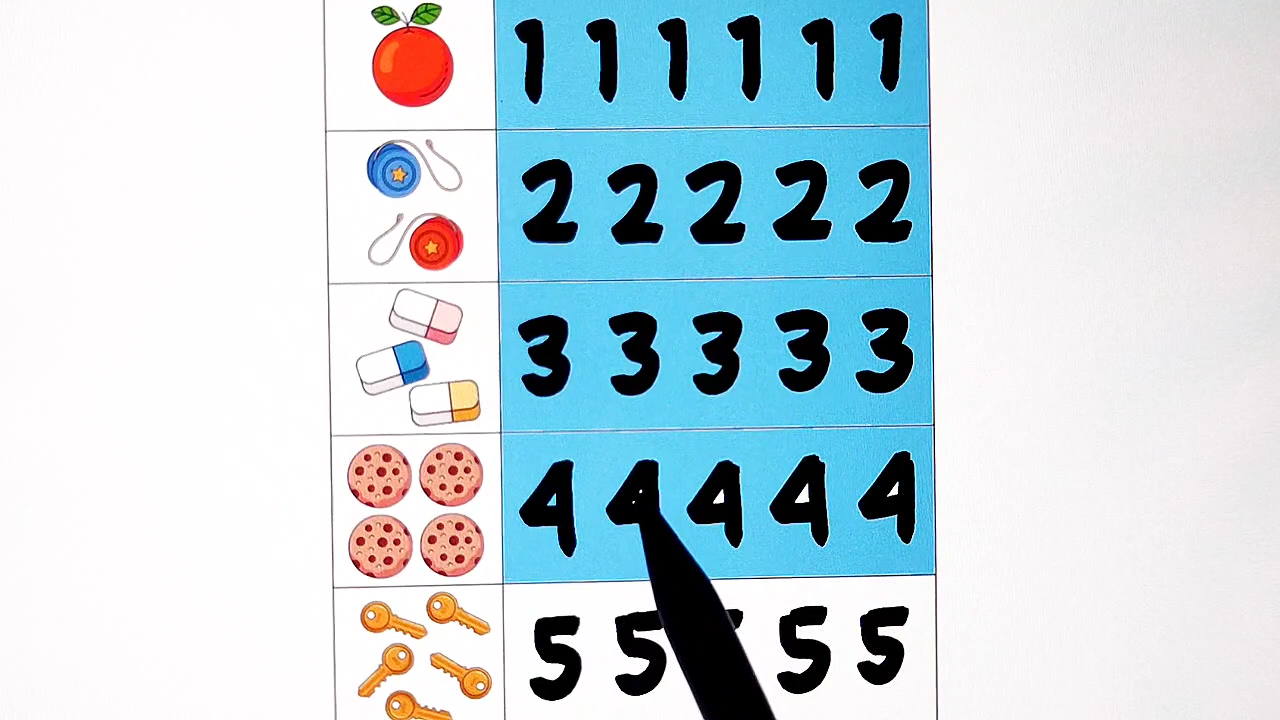 1 1 1 1 1 1
2 2 2 2 2
3 3 3 3 3
4 4 4 4 4
5 5 5 5